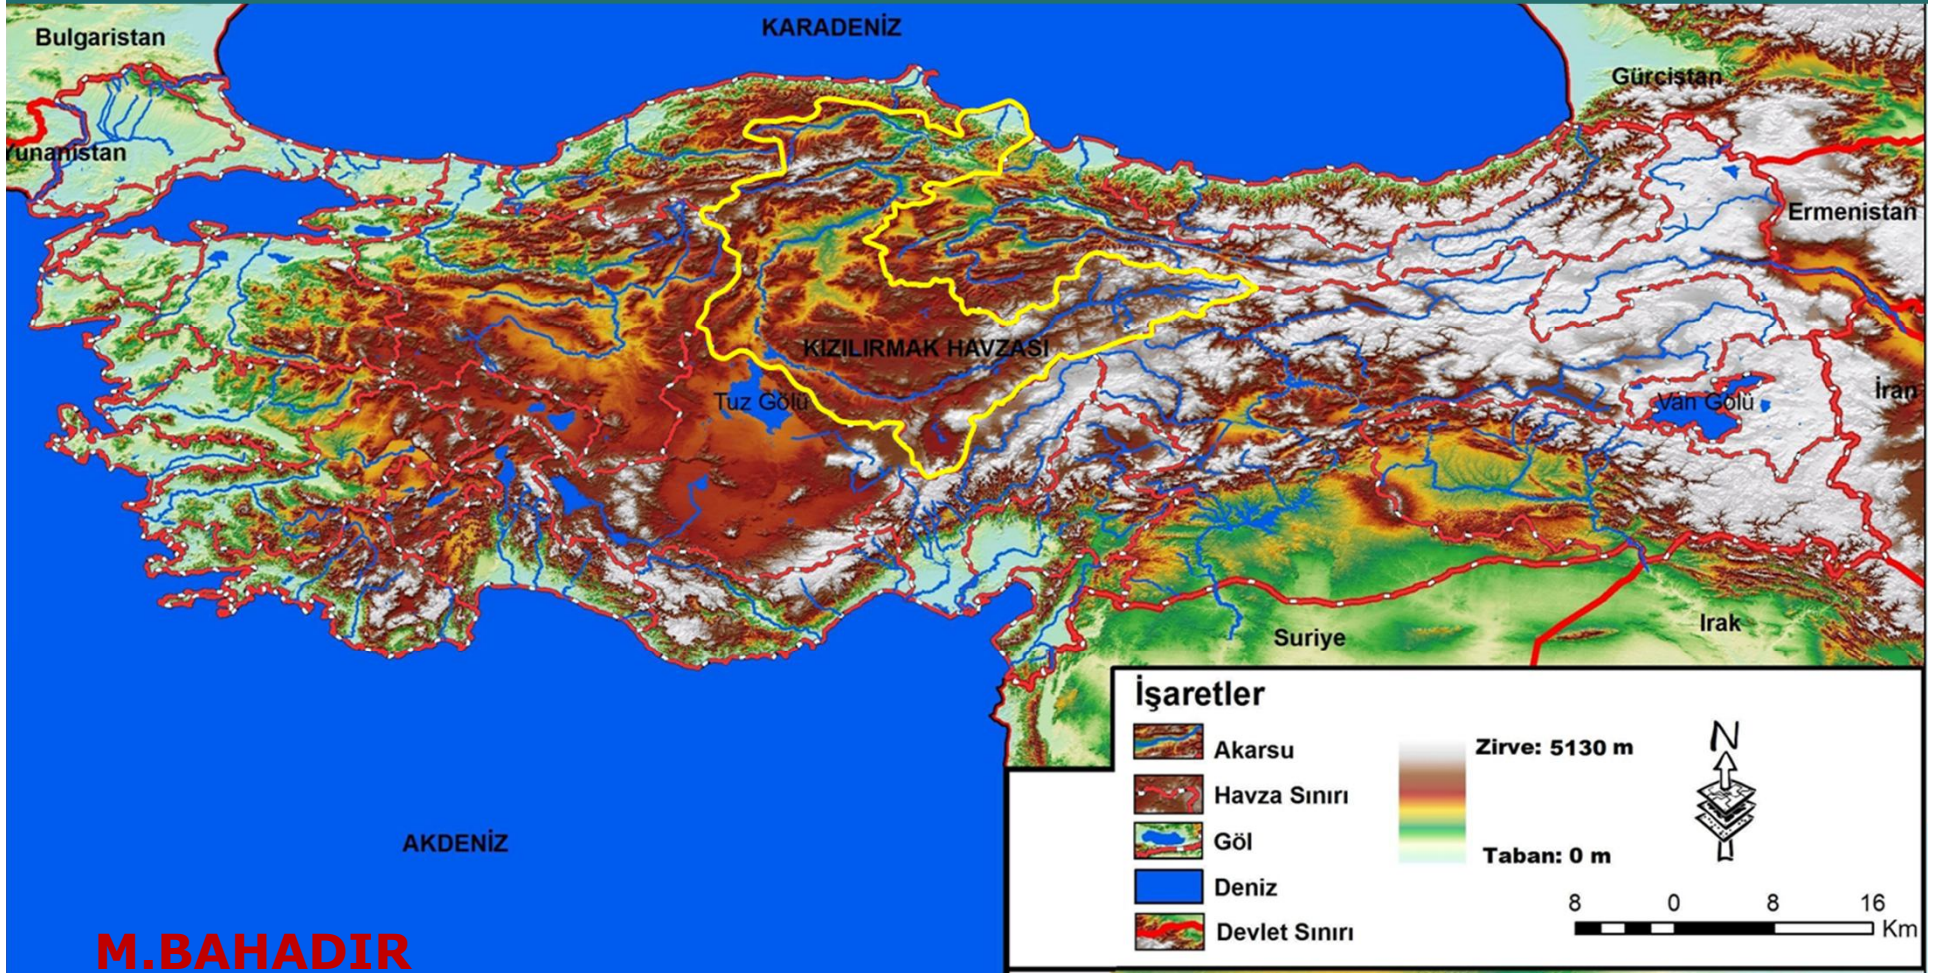 KARADENİZ
Bulgaristan
Gürcistan
Yunanistan
Ermenistan
KIZILIRMAK HAVZASI
Tuz Gölü
Van Gölü
İran
Suriye
Irak
AKDENİZ
M.BAHADIR
İşaretler
Akarsu
Havza Sınırı
Göl
Deniz
Devlet Sınırı
Zirve: 5130 m
Taban: 0 m
N
8 0 8 16
Km